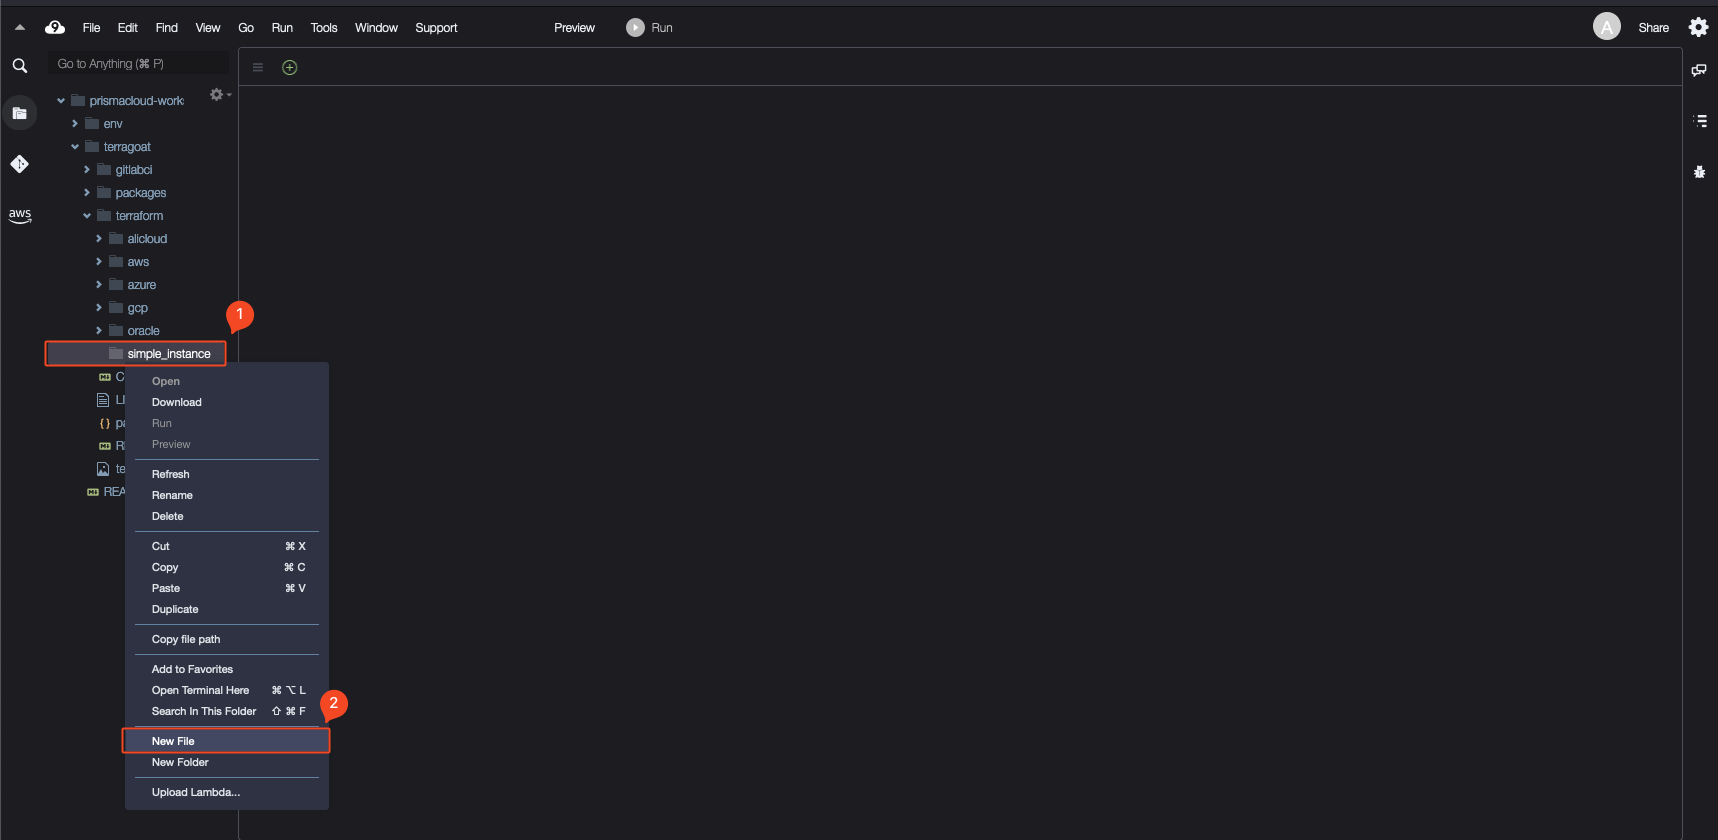 9 File Edit Find View Go Run Tools Window Support Preview Run A Share
Go to Anything (⌘ P)
prismacloud-work
env
terragoat
gitlabci
packages
aws
terraform
alicloud
aws
azure
gcp
1
oracle
simple_instance
C
LI
{ } pa
R
te
REA
Open
Download
Run
Preview
Refresh
Rename
Delete
Cut ⌘ X
Copy ⌘ C
Paste ⌘ V
Duplicate
Copy file path
Add to Favorites
Open Terminal Here ⌘ ⌥ L
2
Search In This Folder ⇧ ⌘ F
New File
New Folder
Upload Lambda...